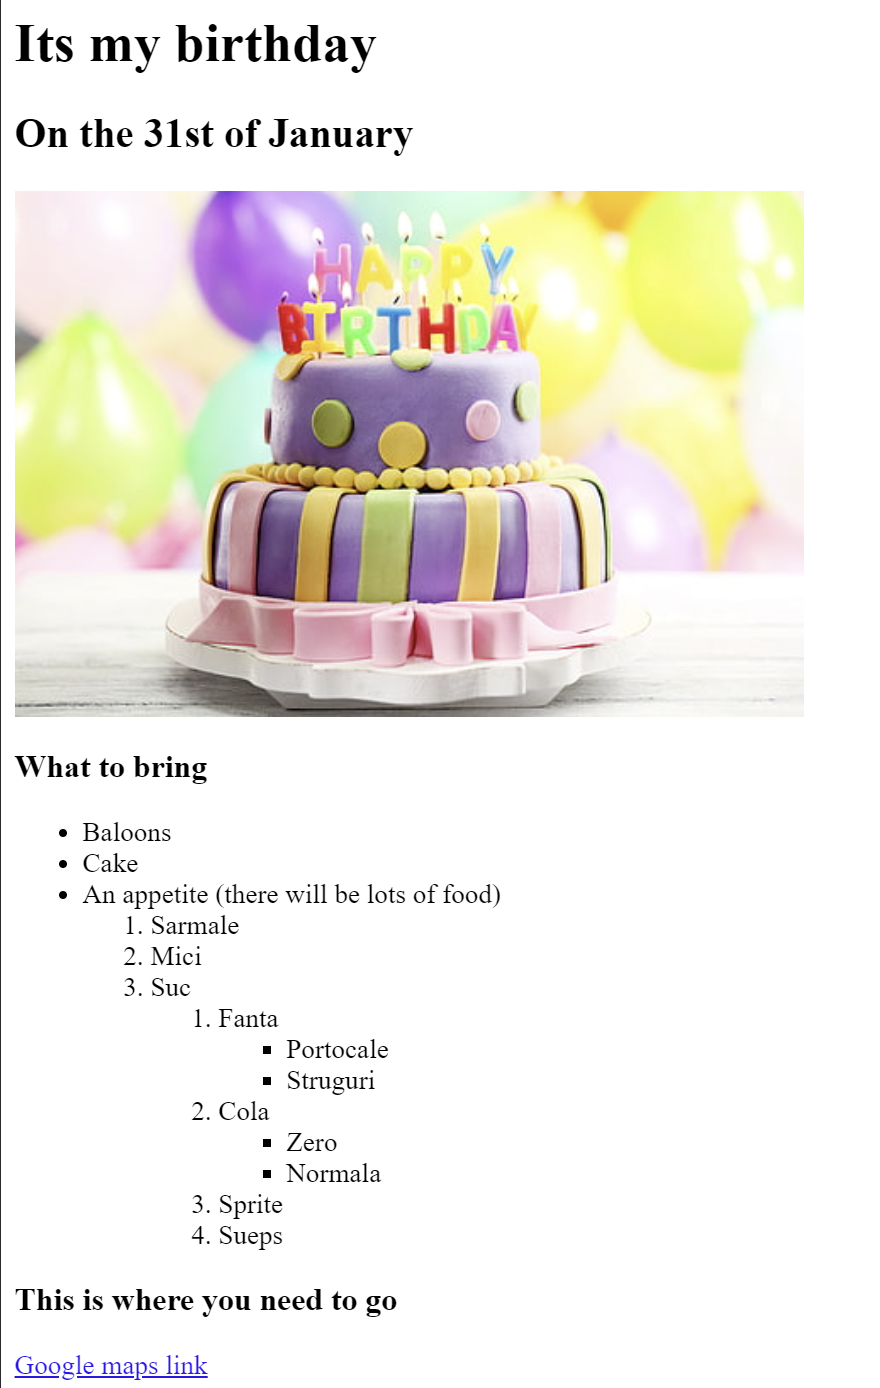 Its my birthday
On the 31st of January
HAPPY
BIRTHDAY
What to bring
• Baloons
• Cake
• An appetite (there will be lots of food)
1. Sarmale
2. Mici
3. Suc
1. Fanta
▪ Portocale
▪ Struguri
2. Cola
▪ Zero
▪ Normala
3. Sprite
4. Sueps
This is where you need to go
Google maps link